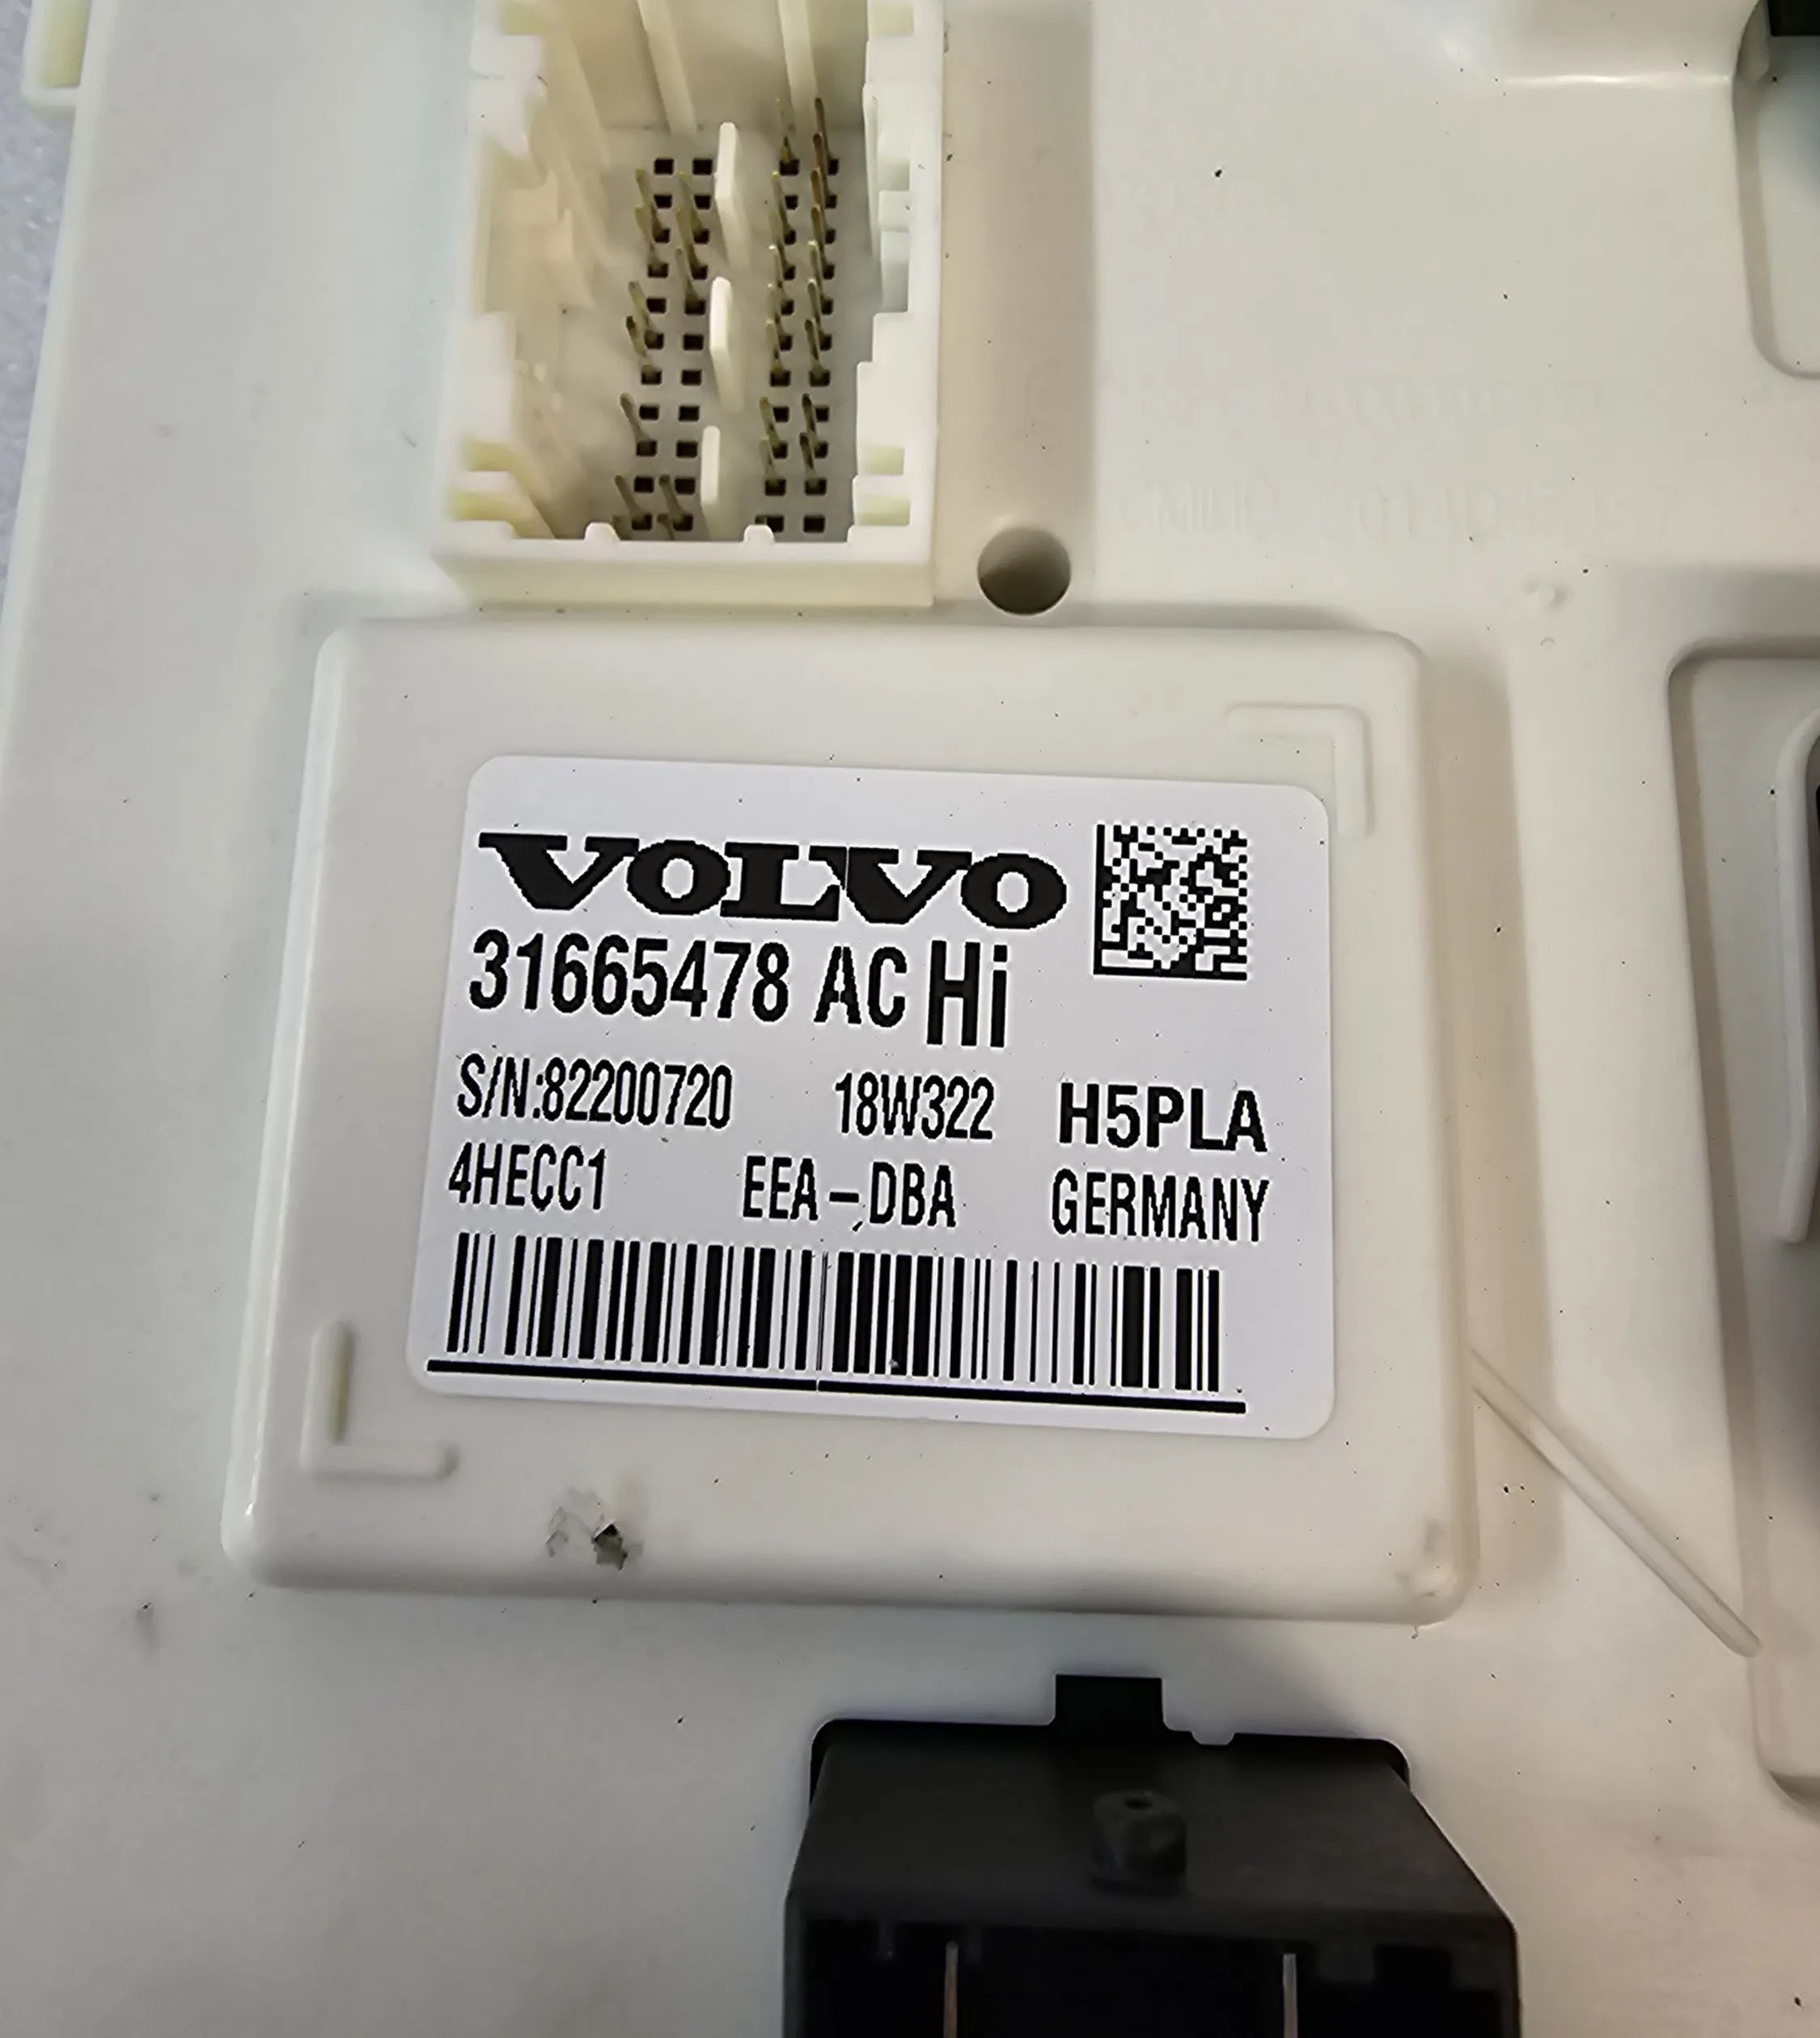 VOLVO
31665478 AC Hi
S/N:82200720 18W322 H5PLA
4HECC1 EEA-DBA GERMANY